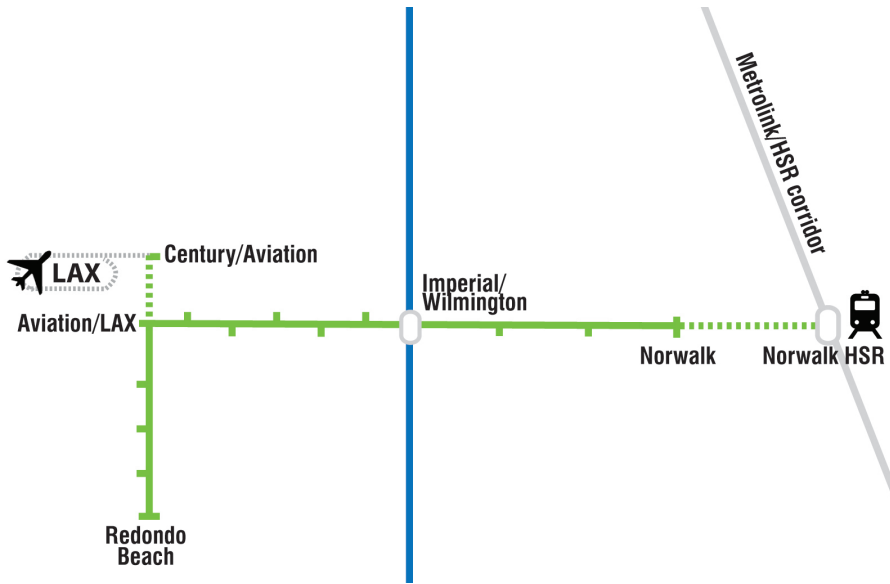 Metrolink/HSR corridor
Century/Aviation
LAX
Imperial/
Wilmington
Aviation/LAX
Norwalk
Norwalk HSR
Redondo
Beach